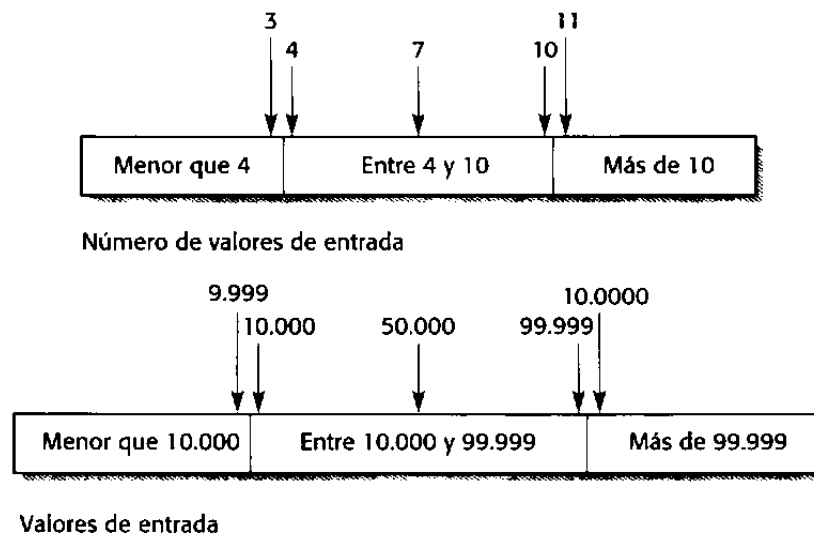 3 11
4 7 10
Menor que 4 Entre 4 y 10 Más de 10
Número de valores de entrada
9.999 10.0000
10.000 50.000 99.999
Menor que 10.000 Entre 10.000 y 99.999 Más de 99.999
Valores de entrada